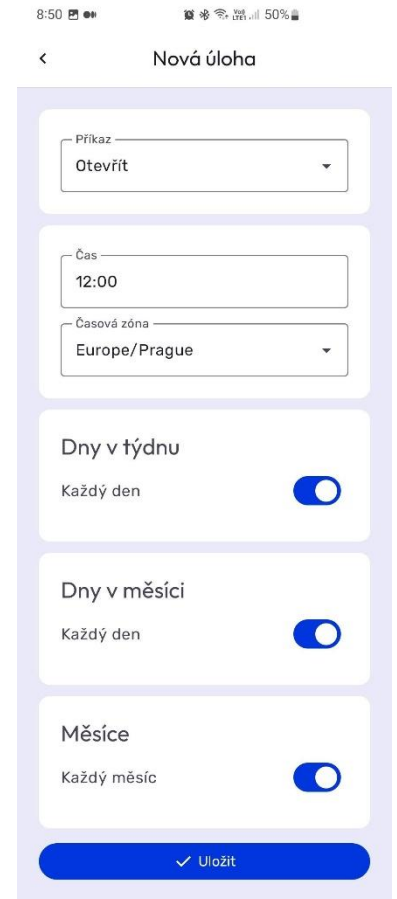 8:50 50%
Nová úloha
Příkaz
Otevřít
Čas
12:00
Časová zóna
Europe/Prague
Dny v týdnu
Každý den
Dny v měsíci
Každý den
Měsíce
Každý měsíc
Uložit